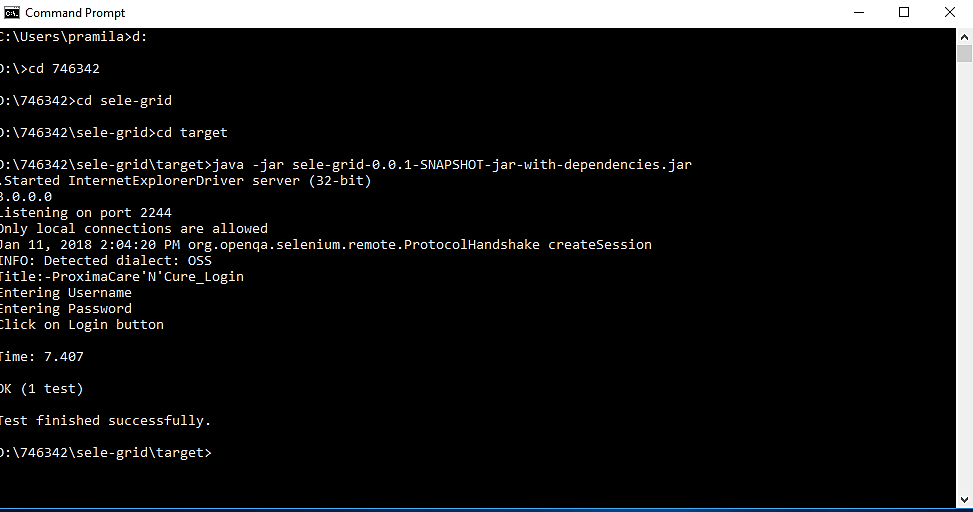 Command Prompt
C:\Users\pramila>d:
D:\>cd 746342
D:\746342>cd sele-grid
D:\746342\sele-grid>cd target
D:\746342\sele-grid\target>java -jar sele-grid-0.0.1-SNAPSHOT-jar-with-dependencies.jar
.Started InternetExplorerDriver server (32-bit)
3.0.0.0
Listening on port 2244
Only local connections are allowed
Jan 11, 2018 2:04:20 PM org.openqa.selenium.remote.ProtocolHandshake createSession
INFO: Detected dialect: OSS
Title:-ProximaCare'N'Cure_Login
Entering Username
Entering Password
Click on Login button
Time: 7.407
OK (1 test)
Test finished successfully.
D:\746342\sele-grid\target>